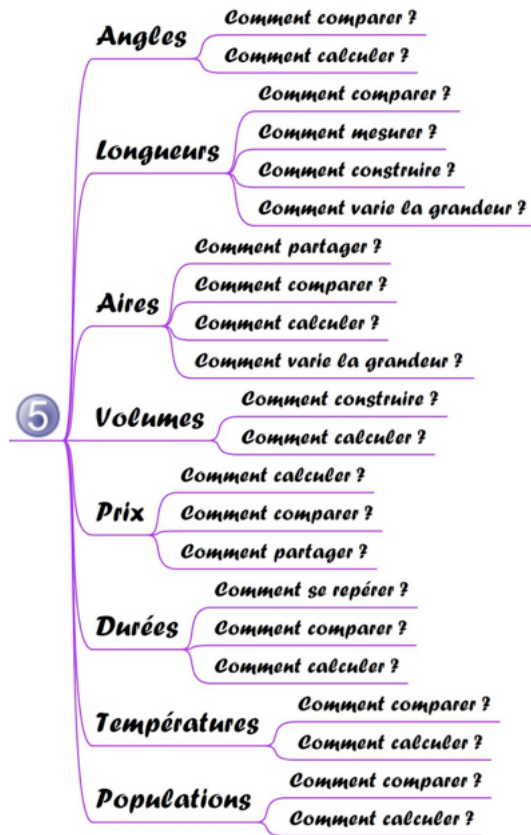 Angles
Comment comparer ?
Comment calculer ?
Longueurs
Comment comparer ?
Comment mesurer ?
Comment construire ?
Comment varie la grandeur ?
Aires
Comment partager ?
Comment comparer ?
Comment calculer ?
Comment varie la grandeur ?
5
Volumes
Comment construire ?
Comment calculer ?
Prix
Comment calculer ?
Comment comparer ?
Comment partager ?
Durées
Comment se repérer ?
Comment comparer ?
Comment calculer ?
Températures
Comment comparer ?
Comment calculer ?
Populations
Comment comparer ?
Comment calculer ?